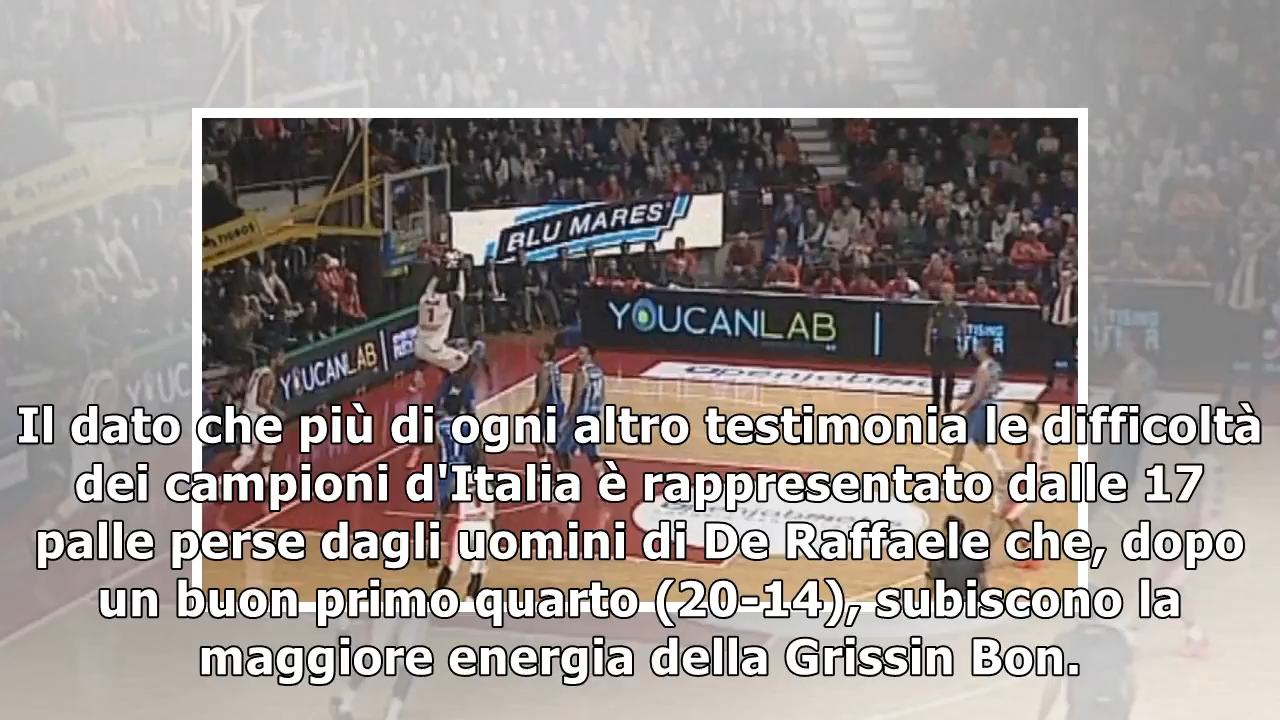 BLU MARES
TIGROS
YOUCANLAB
YOUCANLAB
Il dato che più di ogni altro testimonia le difficoltà
dei campioni d'Italia è rappresentato dalle 17
palle perse dagli uomini di De Raffaele che, dopo
un buon primo quarto (20-14), subiscono la
maggiore energia della Grissin Bon.